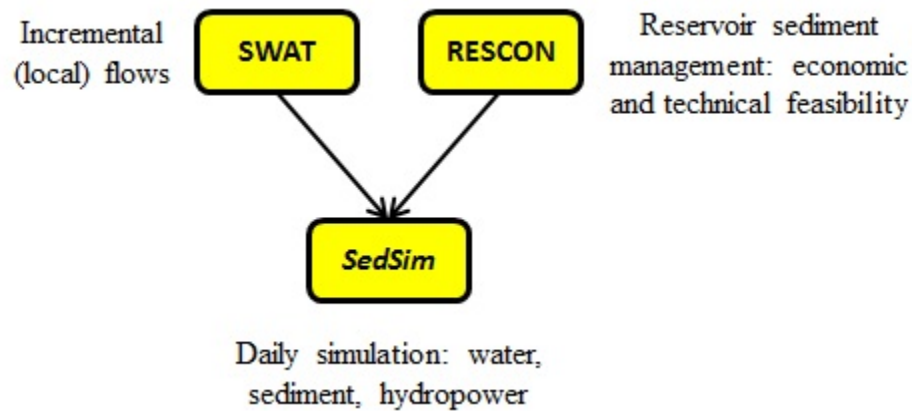 Incremental
(local) flows
SWAT
RESCON
Reservoir sediment
management: economic
and technical feasibility
SedSim
Daily simulation: water,
sediment, hydropower